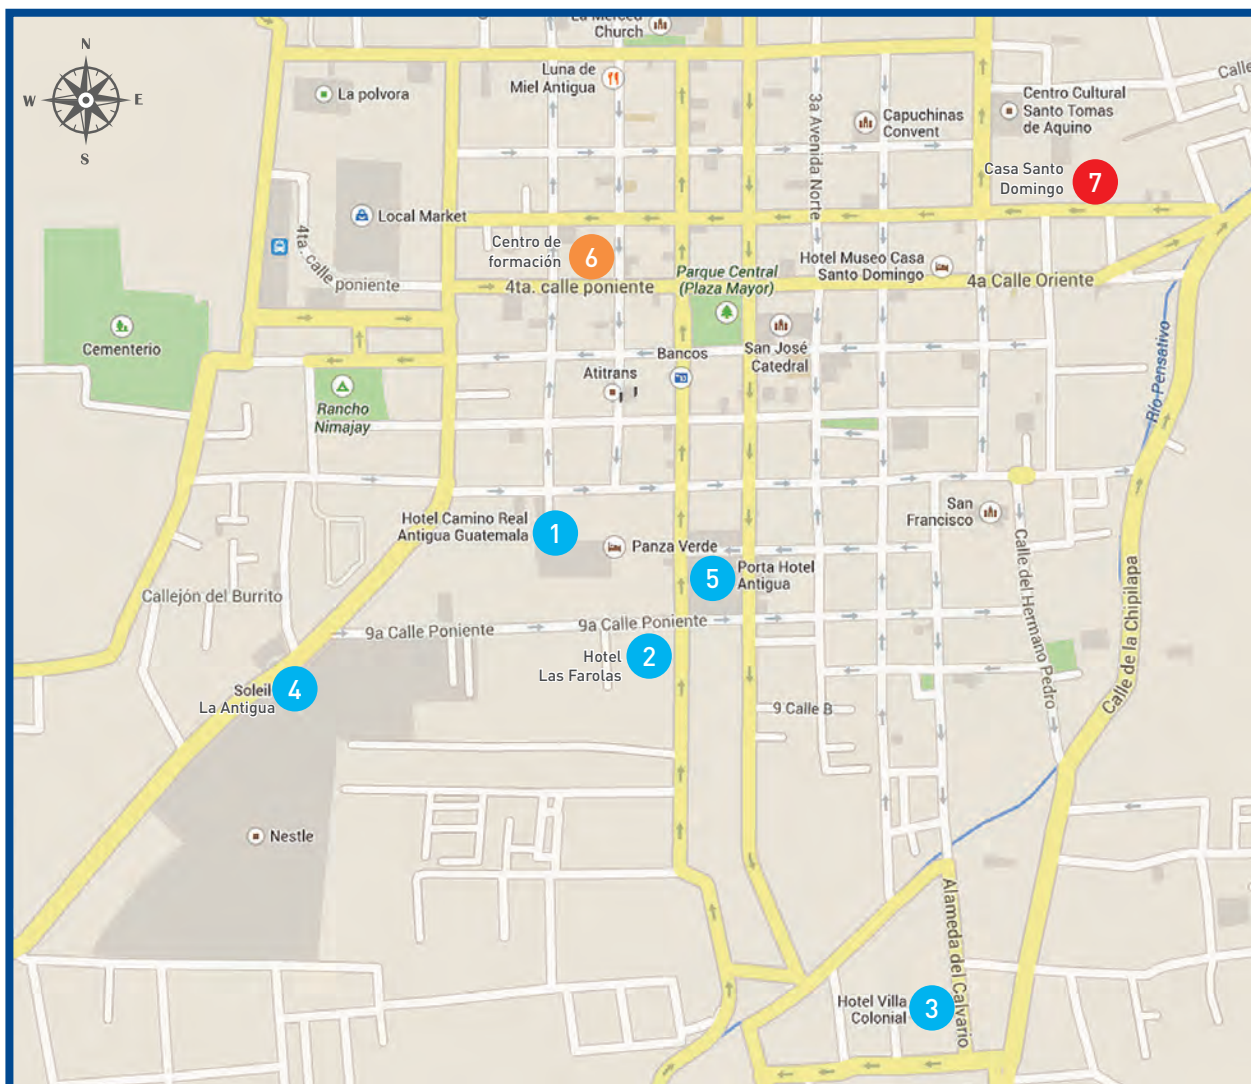 N
W
E
S
La Merced
Church
Luna de
Miel Antigua
La polvora
3a Avenida Norte
Capuchinas
Convent
Centro Cultural
Santo Tomas
de Aquino
Calle
Casa Santo
Domingo
7
Local Market
4ta. calle poniente
Centro de
formación
6
4ta. calle poniente
Parque Central
(Plaza Mayor)
Hotel Museo Casa
Santo Domingo
4a Calle Oriente
Cementerio
Bancos
San José
Catedral
Atitrans
Río Pensativo
Rancho
Nimajay
Hotel Camino Real
Antigua Guatemala
1
San
Francisco
Panza Verde
5
Porta Hotel
Antigua
Callejón del Burrito
9a Calle Poniente
9a Calle Poniente
Calle del Hermano Pedro
Calle de la Chipilapa
Hotel
Las Farolas
2
Soleil
La Antigua
4
9 Calle B
Nestle
Alameda del Calvario
Hotel Villa
Colonial
3